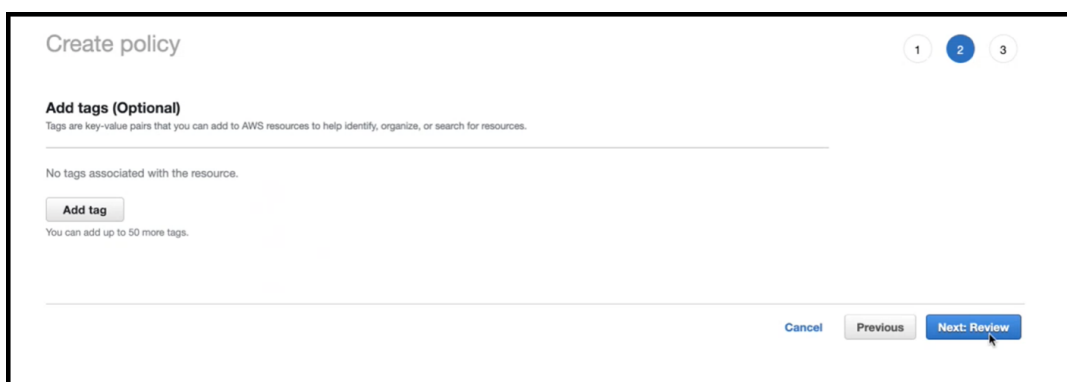 Create policy
1 2 3
Add tags (Optional)
Tags are key-value pairs that you can add to AWS resources to help identify, organize, or search for resources.
No tags associated with the resource.
Add tag
You can add up to 50 more tags.
Cancel Previous Next: Review